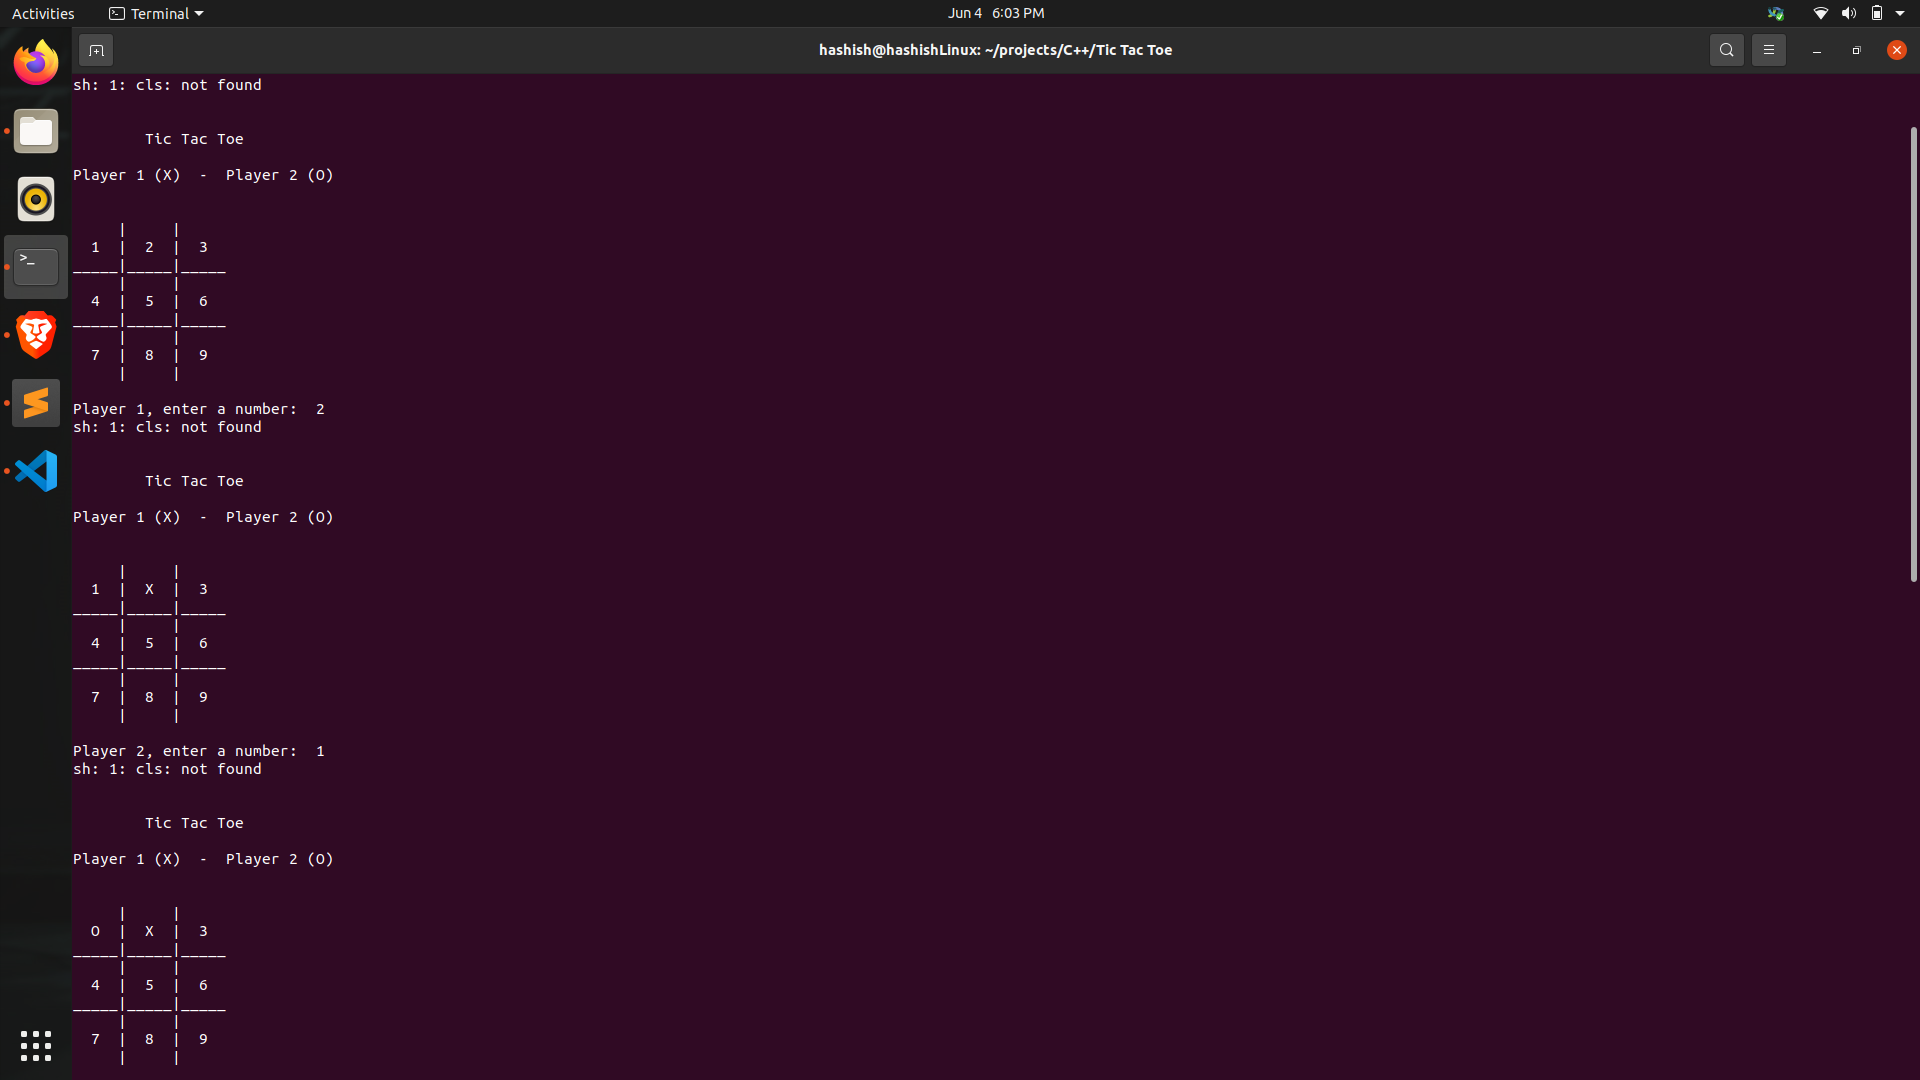 Activities Terminal Jun 4 6:03 PM
hashish@hashishLinux: ~/projects/C++/Tic Tac Toe
sh: 1: cls: not found
Tic Tac Toe
Player 1 (X)  -  Player 2 (O)
     |     |
  1  |  2  |  3
_____|_____|_____
     |     |
  4  |  5  |  6
_____|_____|_____
     |     |
  7  |  8  |  9
     |     |
Player 1, enter a number:  2
sh: 1: cls: not found
Tic Tac Toe
Player 1 (X)  -  Player 2 (O)
     |     |
  1  |  X  |  3
_____|_____|_____
     |     |
  4  |  5  |  6
_____|_____|_____
     |     |
  7  |  8  |  9
     |     |
Player 2, enter a number:  1
sh: 1: cls: not found
Tic Tac Toe
Player 1 (X)  -  Player 2 (O)
     |     |
  O  |  X  |  3
_____|_____|_____
     |     |
  4  |  5  |  6
_____|_____|_____
     |     |
  7  |  8  |  9
     |     |